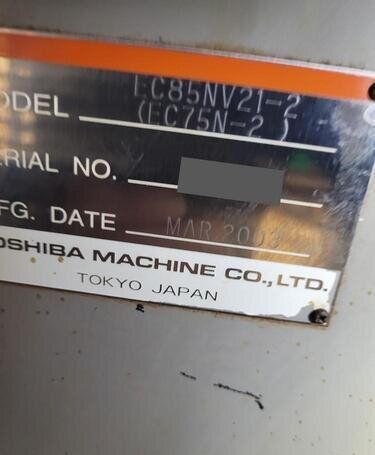 ODEL EC85NV21-2
(EC75N-2)
ERIAL NO.
FG. DATE MAR 2003
OSHIBA MACHINE CO.,LTD.
TOKYO JAPAN